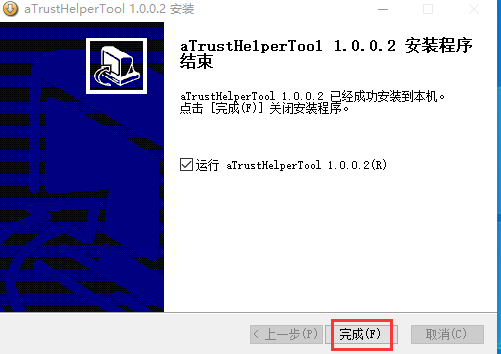 aTrustHelperTool 1.0.0.2 安装
aTrustHelperTool 1.0.0.2 安装程序
结束
aTrustHelperTool 1.0.0.2 已经成功安装到本机。
点击 [完成(F)] 关闭安装程序。
运行 aTrustHelperTool 1.0.0.2(R)
< 上一步(P) 完成(F) 取消(C)